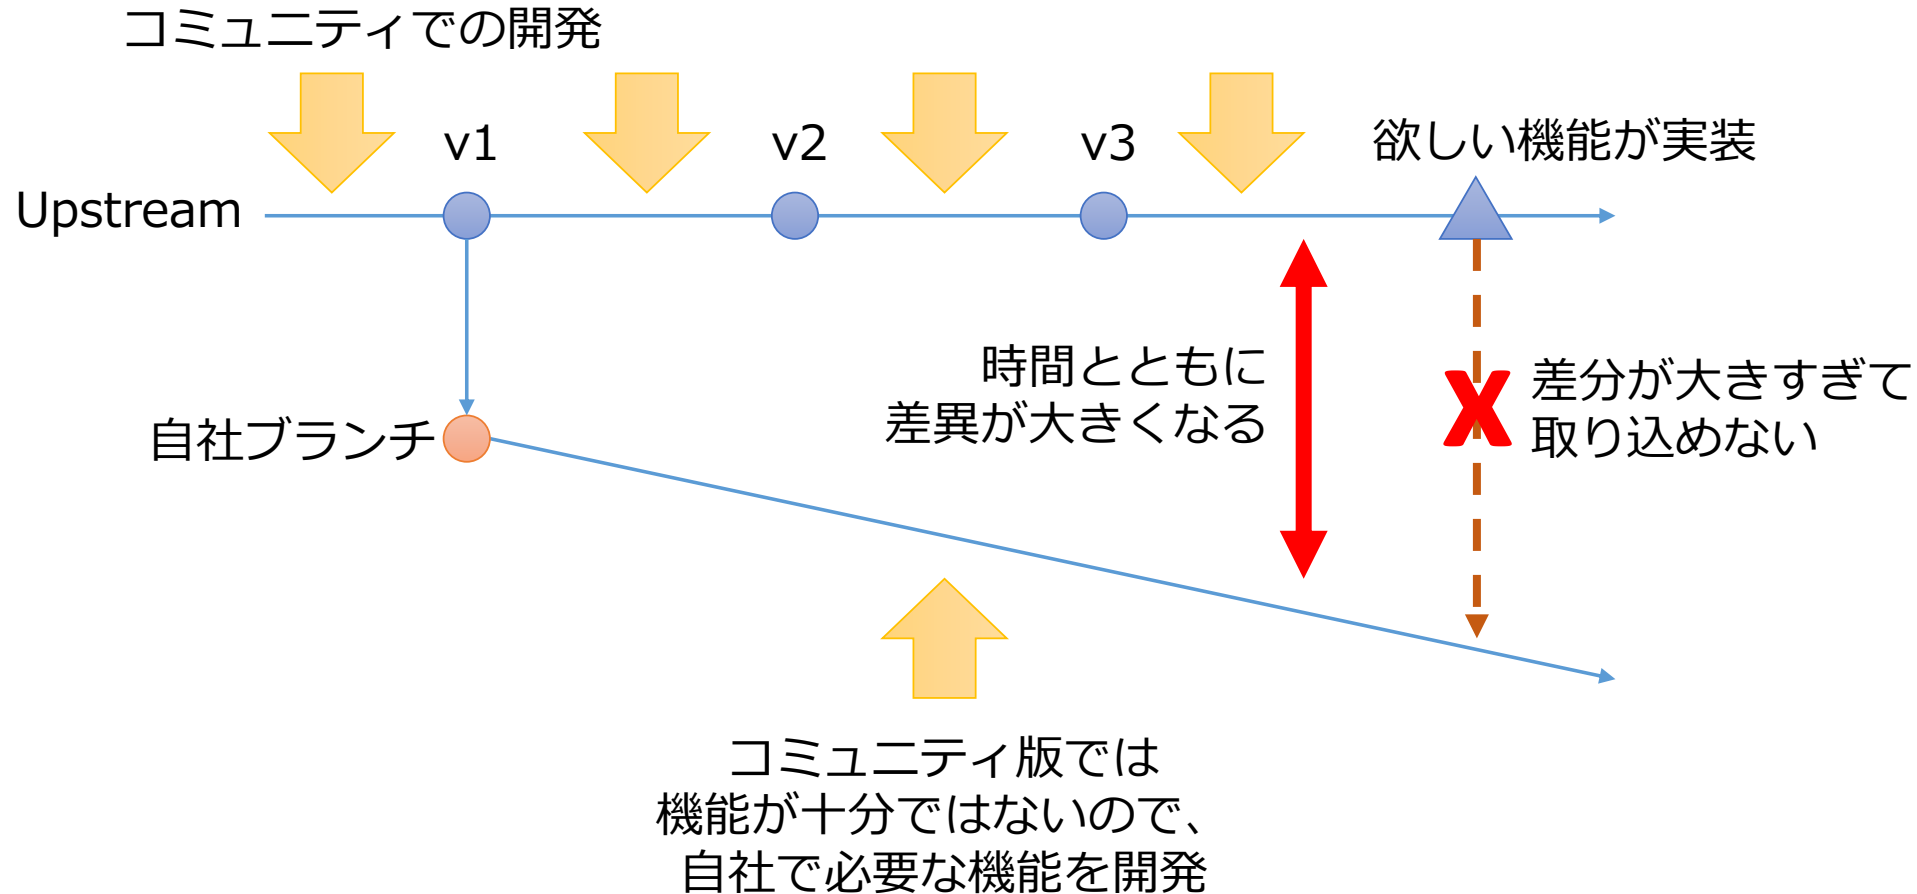 コミュニティでの開発
v1
v2
v3
欲しい機能が実装
Upstream
時間とともに
差異が大きくなる
X
差分が大きすぎて
取り込めない
自社ブランチ
コミュニティ版では
機能が十分ではないので、
自社で必要な機能を開発